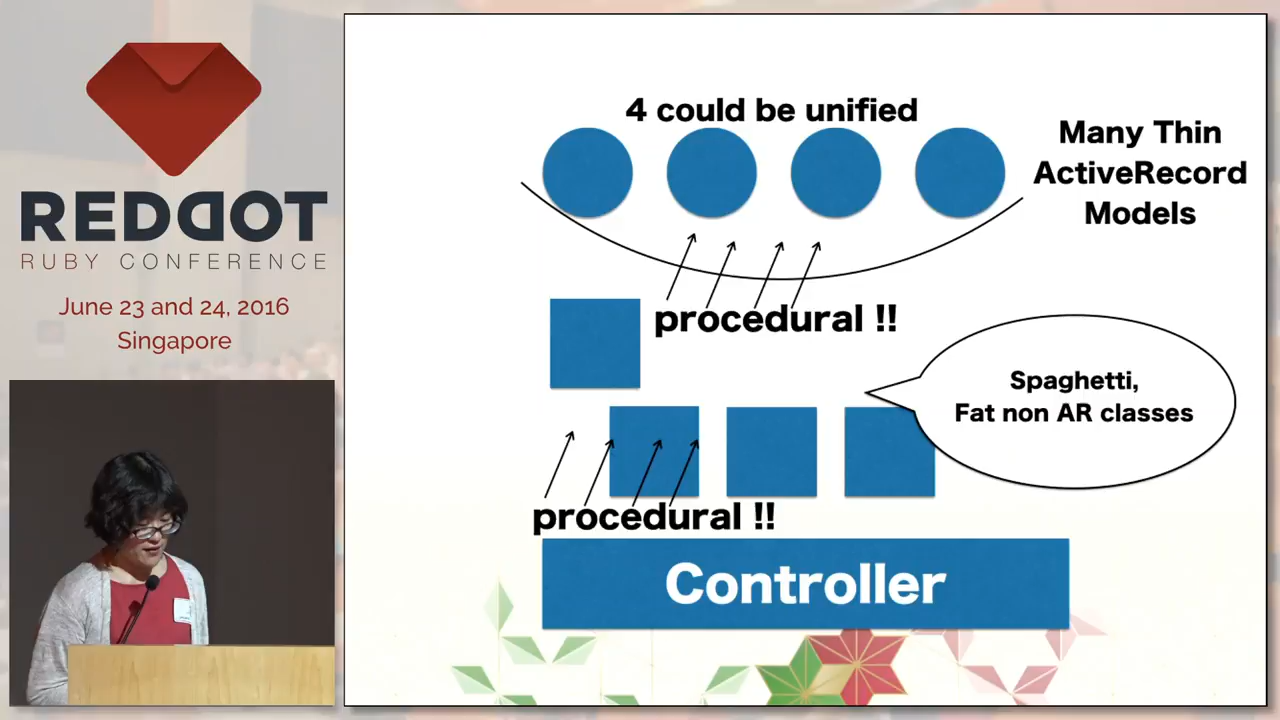 REDDOT
RUBY CONFERENCE
June 23 and 24, 2016
Singapore
4 could be unified
Many Thin
ActiveRecord
Models
procedural !!
Spaghetti,
Fat non AR classes
procedural !!
Controller